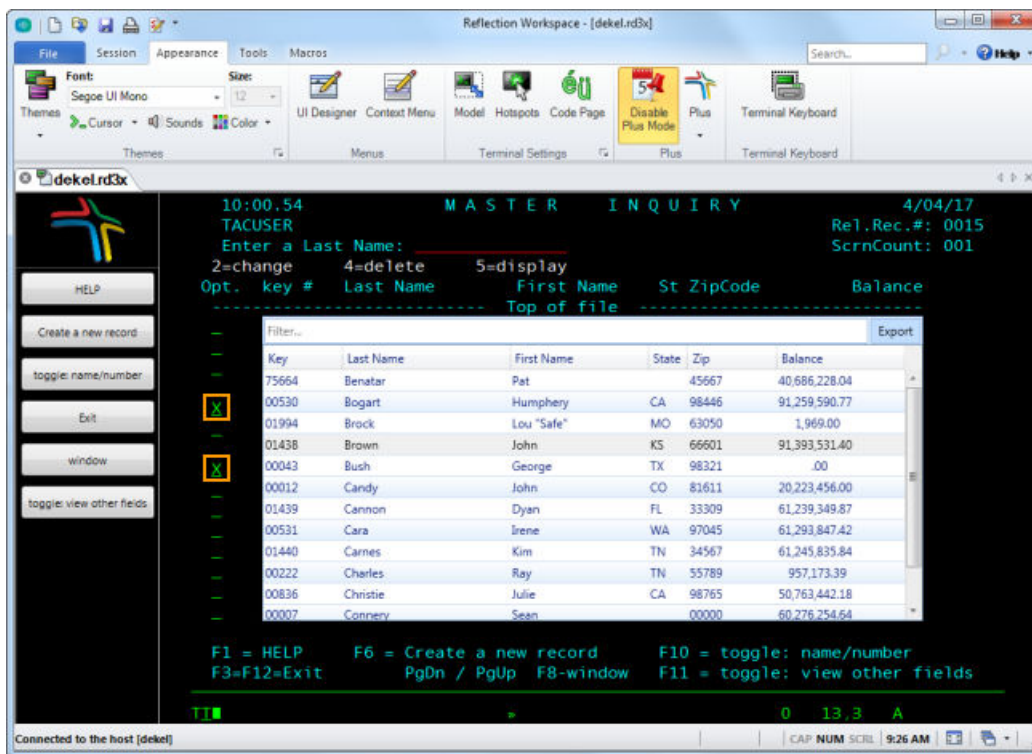 Reflection Workspace - [dekel.rd3x]
File Session Appearance Tools Macros Search... Help
Themes
Font:
Segoe UI Mono
Size:
12
Cursor Sounds Color
Themes
UI Designer Context Menu
Menus
Model Hotspots Code Page
Terminal Settings
Disable Plus Mode
Plus
Plus
Terminal Keyboard
Terminal Keyboard
dekel.rd3x
HELP
Create a new record
toggle: name/number
Exit
window
toggle: view other fields
10:00.54 M A S T E R I N Q U I R Y 4/04/17
TACUSER Rel.Rec.#: 0015
Enter a Last Name: ScrnCount: 001
2=change 4=delete 5=display
Opt. key # Last Name First Name St ZipCode Balance
--------------------------- Top of file ----------------------------
Filter... Export
Key Last Name First Name State Zip Balance
75664 Benatar Pat 45667 40,686,228.04
X 00530 Bogart Humphery CA 98446 91,259,590.77
01994 Brock Lou "Safe" MO 63050 1,969.00
01438 Brown John KS 66601 91,393,531.40
X 00043 Bush George TX 98321 .00
00012 Candy John CO 81611 20,223,456.00
01439 Cannon Dyan FL 33309 61,239,349.87
00531 Cara Irene WA 97045 61,293,847.42
01440 Carnes Kim TN 34567 61,245,835.84
00222 Charles Ray TN 55789 957,173.39
00836 Christie Julie CA 98765 50,763,442.18
00007 Connery Sean 00000 60,276,254.64
F1 = HELP F6 = Create a new record F10 = toggle: name/number
F3=F12=Exit PgDn / PgUp F8-window F11 = toggle: view other fields
TI » 0 13,3 A
Connected to the host [dekel] CAP NUM SCRL 9:26 AM